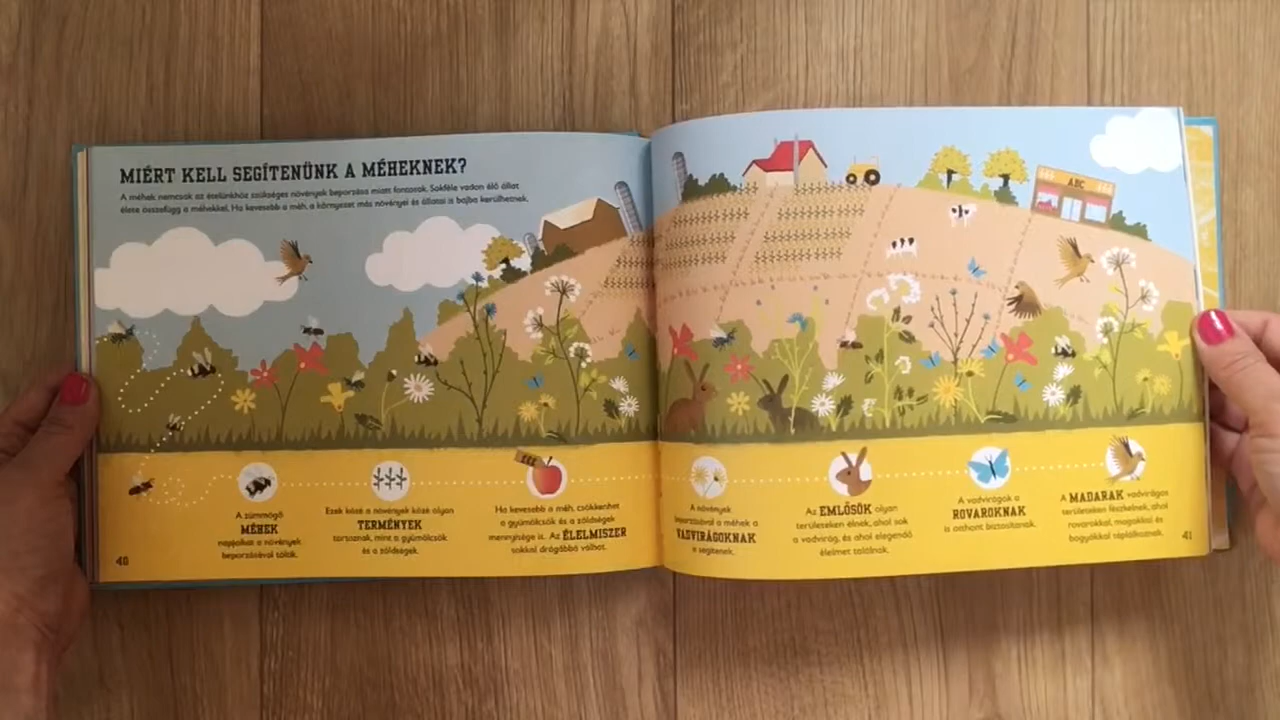 MIÉRT KELL SEGÍTENÜNK A MÉHEKNEK?
A méhek nemcsak az ételünkhöz szükséges növények beporzása miatt fontosak. Sokféle vadon élő állat
élete összefügg a méhekkel. Ha kevesebb a méh, a környezet más növényei és állatai is bajba kerülhetnek.
ABC
A zümmögő
MÉHEK
napjaikat a növények
beporzásával töltik.
Ezek közé a növények közé olyan
TERMÉNYEK
tartoznak, mint a gyümölcsök
és a zöldségek.
Ha kevesebb a méh, csökkenhet
a gyümölcsök és a zöldségek
mennyisége is. Az ÉLELMISZER
sokkal drágábbá válhat.
A növények
beporzásával a méhek a
VADVIRÁGOKNAK
is segítenek.
Az EMLŐSÖK olyan
területeken élnek, ahol sok
a vadvirág, és ahol elegendő
élelmet találnak.
A vadvirágok a
ROVAROKNAK
is otthont biztosítanak.
A MADARAK vadvirágos
területeken fészkelnek, ahol
rovarokkal, magokkal és
bogyókkal táplálkoznak.
40
41